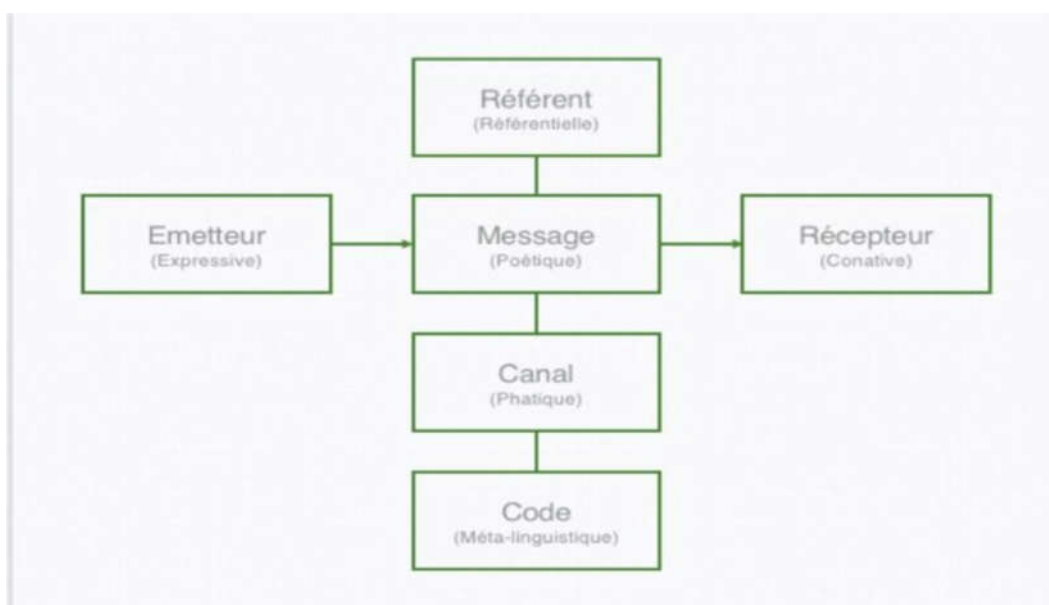 Référent
(Référentielle)
Emetteur
(Expressive)
Message
(Poétique)
Récepteur
(Conative)
Canal
(Phatique)
Code
(Méta-linguistique)